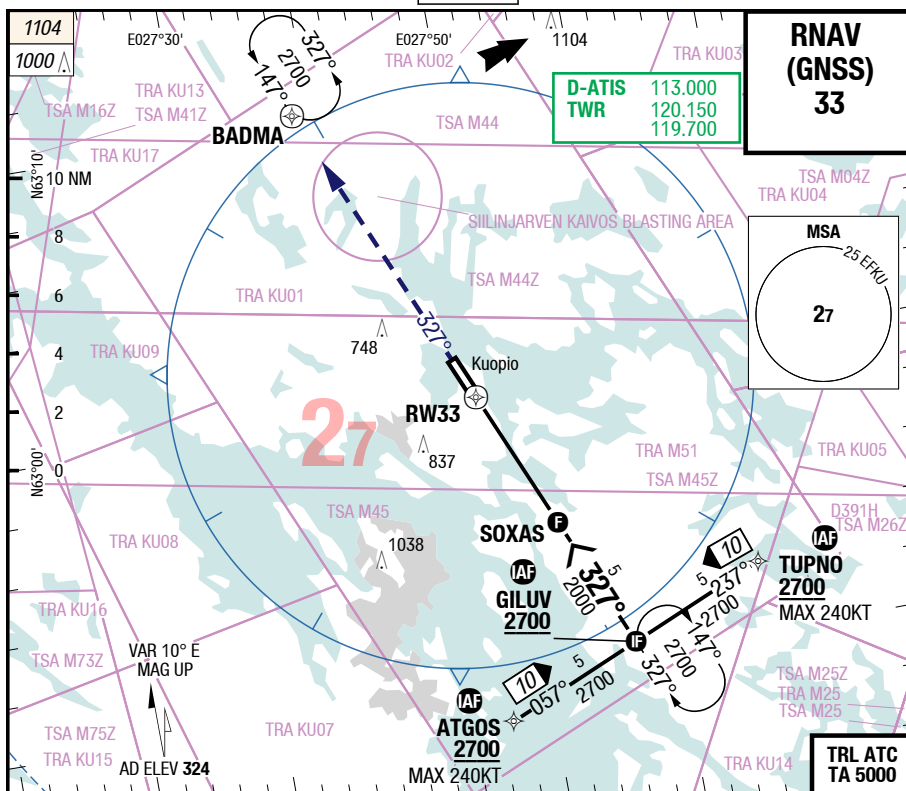 1104
1000
E027°30'
E027°50'
1104
TRA KU02
TRA KU03
RNAV
(GNSS)
33
D-ATIS 113.000
TWR 120.150
119.700
327°
2700
147°
BADMA
TRA KU13
TSA M16Z
TSA M41Z
TRA KU17
TSA M44
TSA M04Z
TRA KU04
N63°10'
10 NM
8
6
4
2
0
N63°00'
SIILINJARVEN KAIVOS BLASTING AREA
TSA M44Z
TRA KU01
MSA
25 EFKU
27
327°
748
Kuopio
TRA KU09
RW33
27
837
TRA M51
TSA M45Z
TRA KU05
TSA M45
D391H
TSA M26Z
SOXAS
F
TRA KU08
1038
IAF
GILUV
2700
5
327°
2000
10
5
237°
2700
IAF
TUPNO
2700
MAX 240KT
IF
TRA KU16
TSA M73Z
VAR 10° E
MAG UP
147°
2700
327°
10
5
057°
2700
TSA M25Z
TRA M25
TSA M25
IAF
ATGOS
2700
MAX 240KT
TSA M75Z
TRA KU15
TRA KU07
AD ELEV 324
TRA KU14
TRL ATC
TA 5000